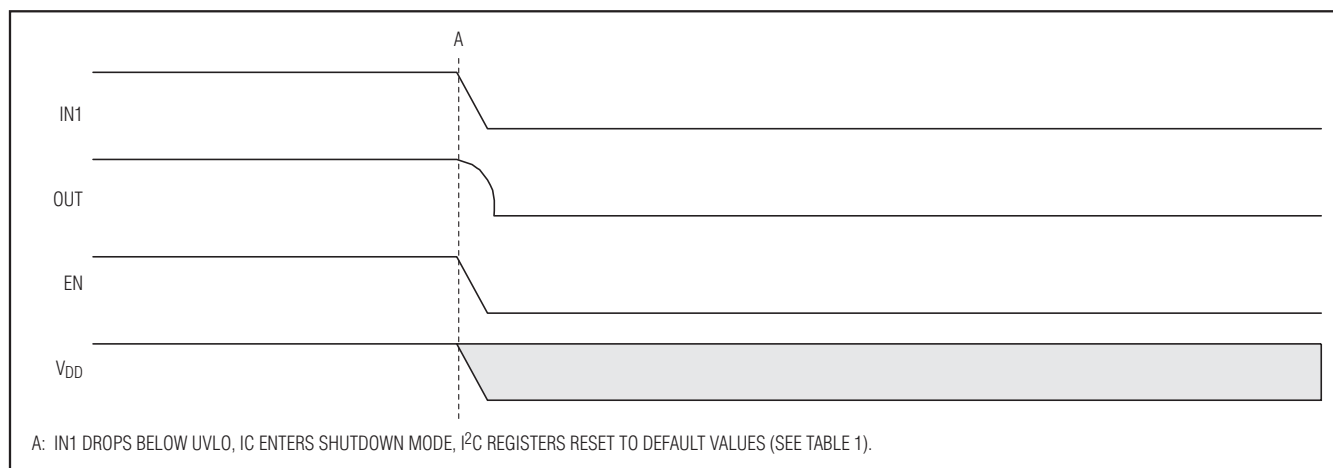 A
IN1
OUT
EN
VDD
A: IN1 DROPS BELOW UVLO, IC ENTERS SHUTDOWN MODE, I²C REGISTERS RESET TO DEFAULT VALUES (SEE TABLE 1).